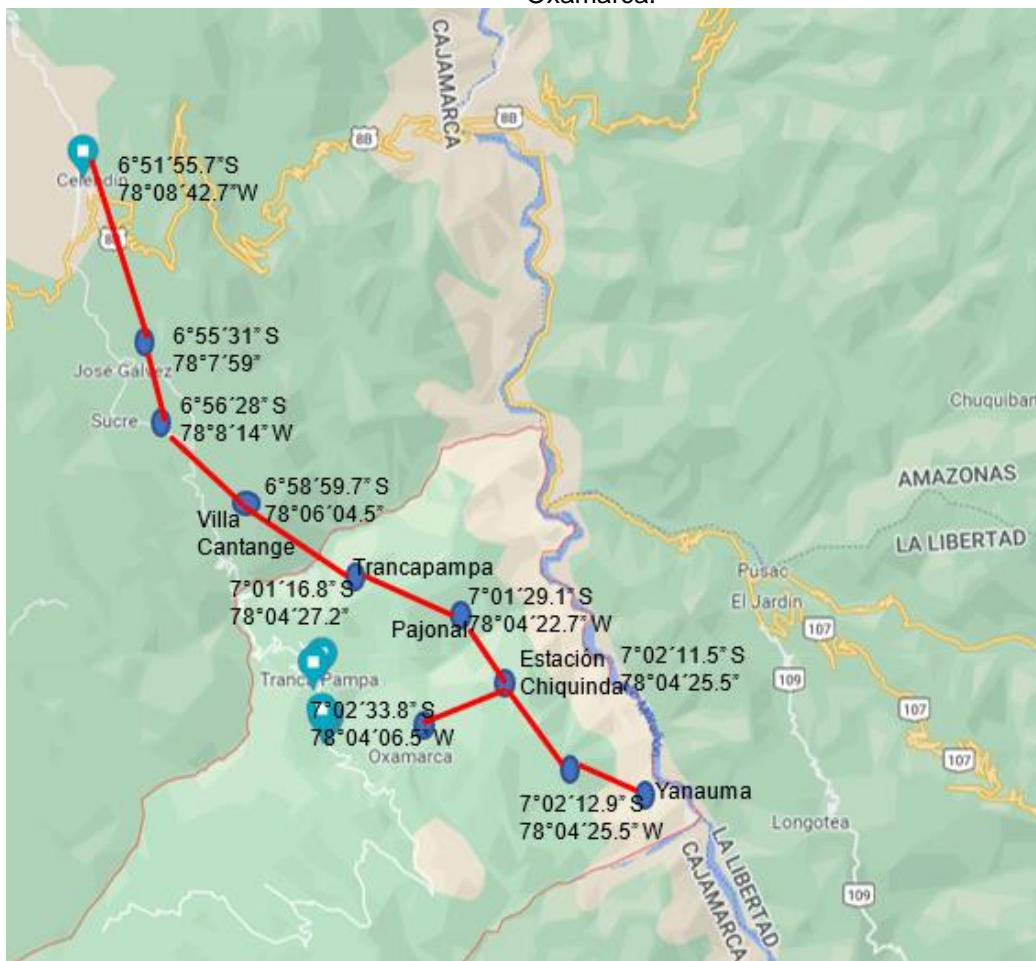 Oxamarca.
CAJAMARCA
8B
8B
6°51´55.7"S
78°08´42.7"W
Celendín
8B
6°55´31" S
78°7´59"
José Gálvez
6°56´28" S
78°8´14" W
Sucre
Chuquiban
6°58´59.7" S
78°06´04.5"
Villa
Cantange
AMAZONAS
LA LIBERTAD
Trancapampa
7°01´16.8" S
78°04´27.2"
7°01´29.1" S
78°04´22.7" W
Pajonal
Pusac
El Jardín
107
109
107
107
Estación
Chiquinda
7°02´11.5" S
78°04´25.5"
Tranca Pampa
7°02´33.8" S
78°04´06.5" W
Oxamarca
Yanauma
7°02´12.9" S
78°04´25.5" W
Longotea
109
LA LIBERTAD
CAJAMARCA